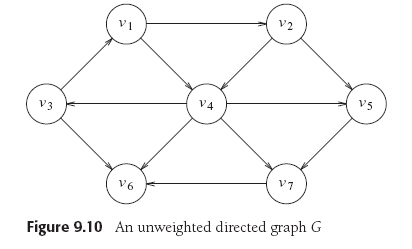 v1 v2
v3 v4 v5
v6 v7
Figure 9.10 An unweighted directed graph G